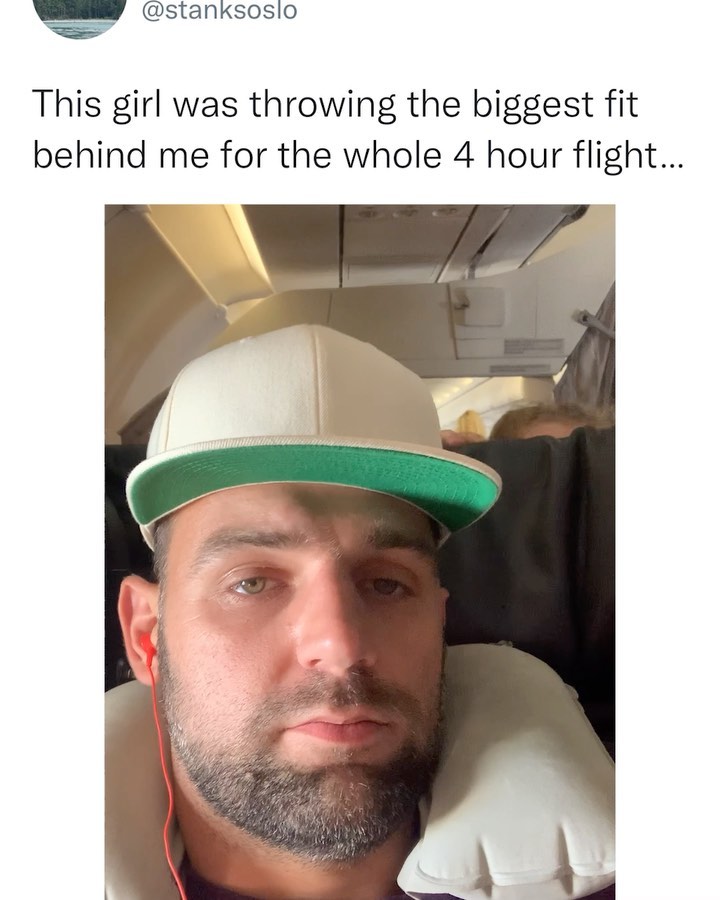 @stanksoslo
This girl was throwing the biggest fit
behind me for the whole 4 hour flight...